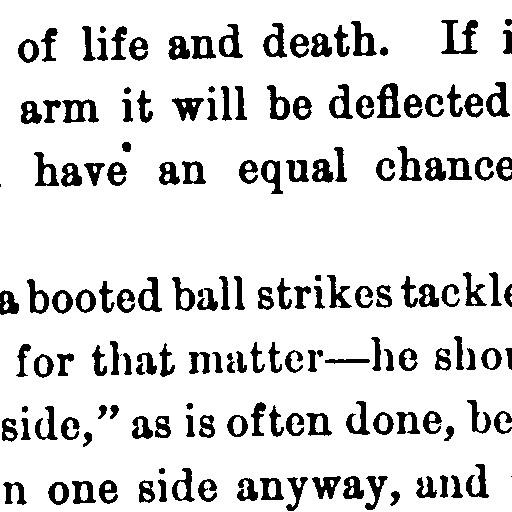 of life and death. If i
arm it will be deflected
have an equal chance
a booted ball strikes tackle
for that matter—he shou
side,” as is often done, be
n one side anyway, and